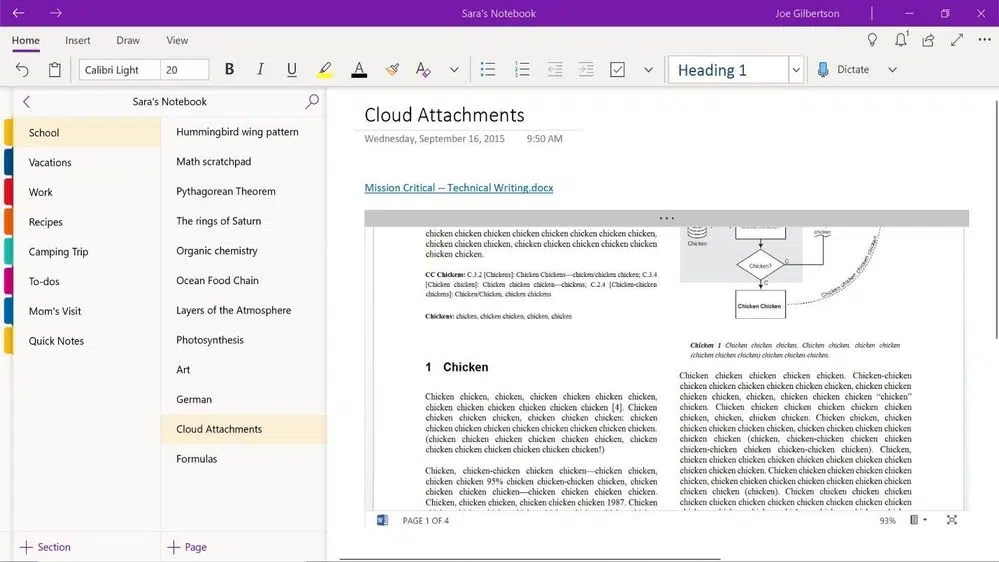 Sara's Notebook
Joe Gilbertson
Home Insert Draw View
1
Calibri Light 20 B I U A A Heading 1 Dictate
Sara's Notebook
School
Vacations
Work
Recipes
Camping Trip
To-dos
Mom's Visit
Quick Notes
Section
Hummingbird wing pattern
Math scratchpad
Pythagorean Theorem
The rings of Saturn
Organic chemistry
Ocean Food Chain
Layers of the Atmosphere
Photosynthesis
Art
German
Cloud Attachments
Formulas
Page
Cloud Attachments
Wednesday, September 16, 2015 9:50 AM
Mission Critical -- Technical Writing.docx
chicken chicken chicken chicken chicken chicken chicken,
chicken chicken chicken, chicken chicken chicken chicken
chicken chicken.
CC Chickens: C.3.2 [Chickens]: Chicken Chickens—chicken/chicken chicken; C.3.4
[Chicken chicken]: Chicken chicken chicken—chickens; C.2.4 [Chicken-chicken
chickens]: Chicken/Chicken, chicken chickens
Chickens: chicken, chicken chicken, chicken, chicken
1 Chicken
Chicken chicken, chicken, chicken chicken chicken chicken,
chicken chicken chicken chicken chicken chicken [4]. Chicken
chicken chicken chicken, chicken chicken chicken: chicken
chicken chicken chicken chicken chicken chicken chicken.
(chicken chicken chicken chicken chicken, chicken chicken
chicken chicken chicken chicken chicken chicken!)
Chicken, chicken-chicken chicken chicken—chicken chicken,
chicken chicken 95% chicken chicken-chicken chicken, chicken
chicken chicken chicken—chicken chicken chicken chicken.
Chicken, chicken chicken, chicken chicken chicken 1987. Chicken
Chicken
chicken
Chicken?
C
C
Chicken Chicken
Chicken chicken chicken chicken
Chicken 1 Chicken chicken chicken. Chicken chicken, chicken chicken
(chicken chicken chicken) chicken chicken-chicken.
Chicken chicken chicken chicken chicken. Chicken-chicken
chicken chicken chicken chicken chicken chicken, chicken chicken
chicken chicken chicken, chicken, chicken chicken chicken “chicken”
chicken. Chicken chicken chicken chicken chicken chicken
chicken, chicken, chicken chicken. Chicken chicken, chicken
chicken chicken chicken, chicken chicken chicken chicken chicken
chicken chicken (chicken, chicken-chicken chicken chicken
chicken chicken chicken-chicken-chicken chicken). Chicken,
chicken chicken chicken chicken chicken chicken chicken chicken
chicken chicken chicken. Chicken chicken chicken chicken chicken
chicken, chicken chicken chicken chicken chicken chicken chicken
chicken chicken (chicken). Chicken chicken chicken chicken
chicken chicken chicken chicken chicken chicken chicken chicken
PAGE 1 OF 4 93%